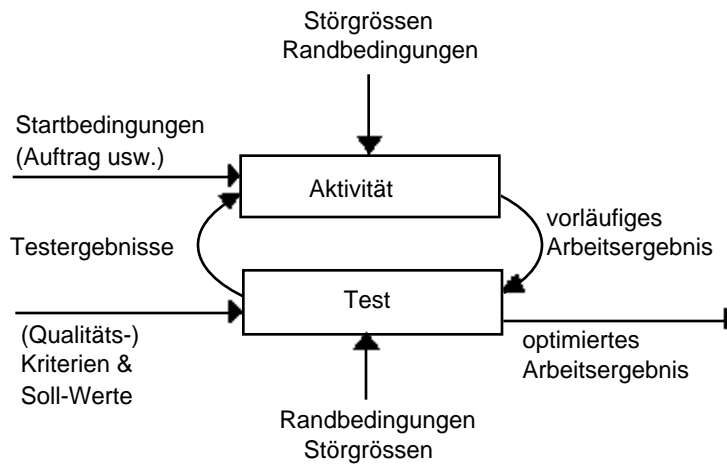 Störgrössen
Randbedingungen
Startbedingungen
(Auftrag usw.)
Aktivität
vorläufiges
Arbeitsergebnis
Testergebnisse
Test
(Qualitäts-)
Kriterien &
Soll-Werte
optimiertes
Arbeitsergebnis
Randbedingungen
Störgrössen